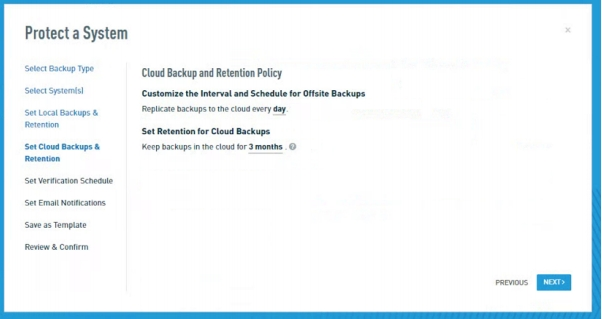 Protect a System
×
Select Backup Type
Select System[s]
Set Local Backups &
Retention
Set Cloud Backups &
Retention
Set Verification Schedule
Set Email Notifications
Save as Template
Review & Confirm
Cloud Backup and Retention Policy
Customize the Interval and Schedule for Offsite Backups
Replicate backups to the cloud every day.
Set Retention for Cloud Backups
Keep backups in the cloud for 3 months . ?
PREVIOUS
NEXT>